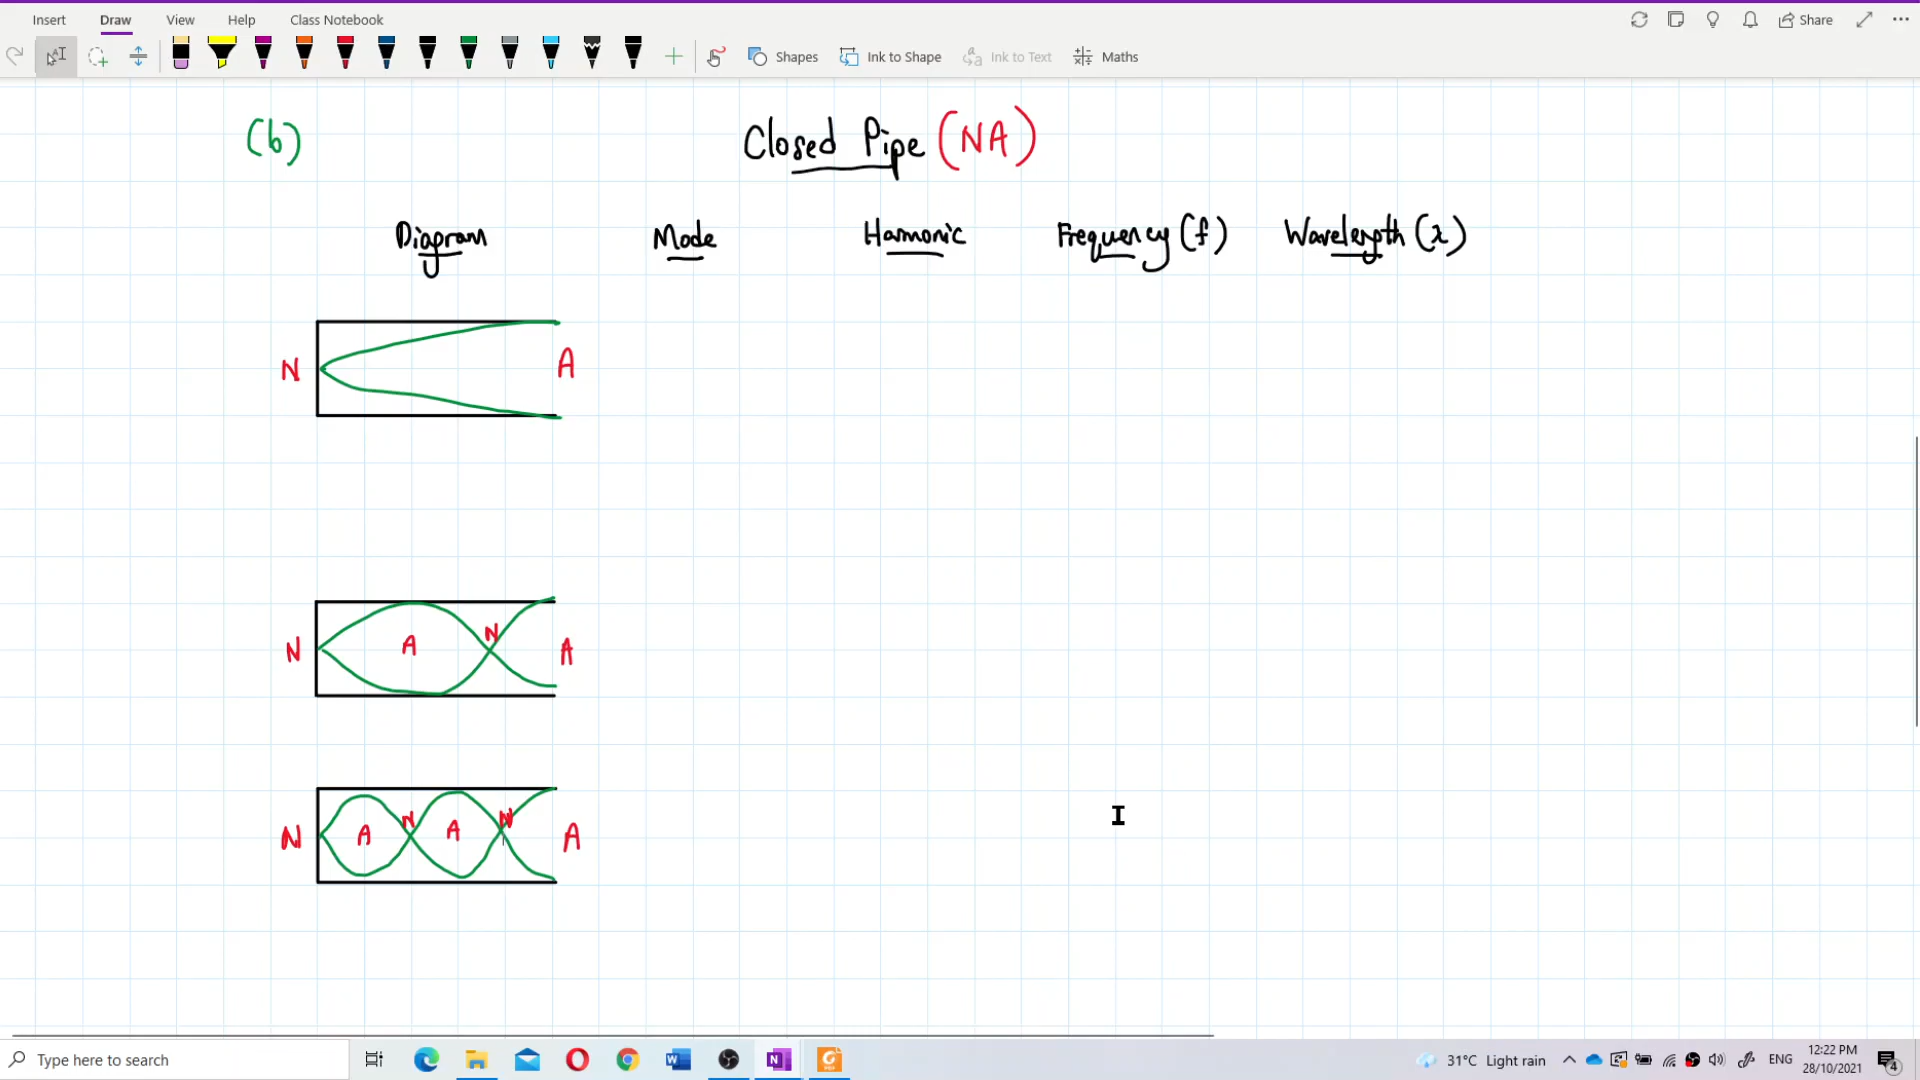 Insert Draw View Help Class Notebook Share
Shapes Ink to Shape Ink to Text Maths
(b) Closed Pipe (NA)
Diagram Mode Harmonic Frequency (f) Wavelength (λ)
N A
N A N A
N A N A N A
Type here to search 31°C Light rain ENG 12:22 PM
28/10/2021 4